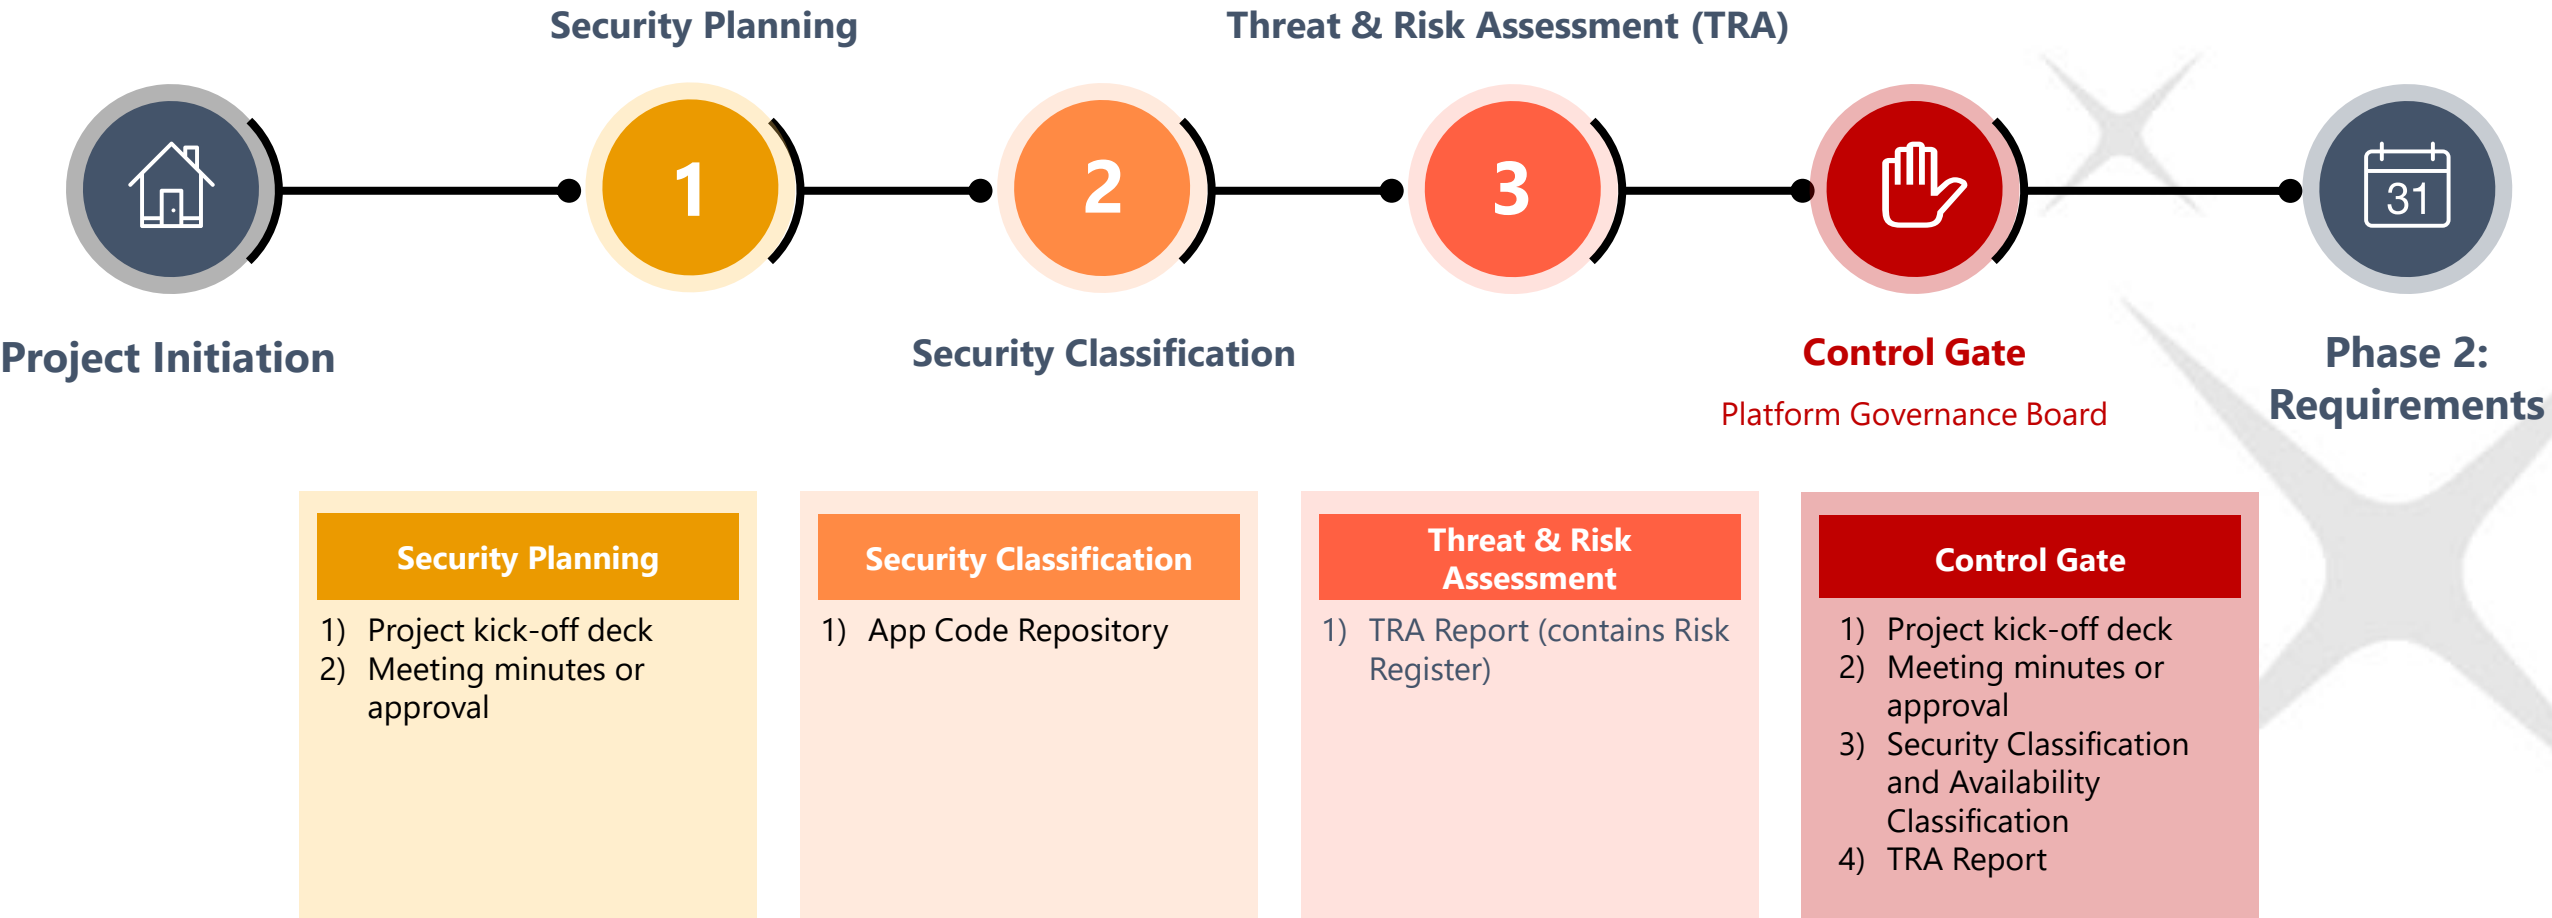 Security Planning
Threat & Risk Assessment (TRA)
1
2
3
31
Project Initiation
Security Classification
Control Gate
Platform Governance Board
Phase 2:
Requirements
Security Planning
1) Project kick-off deck
2) Meeting minutes or
approval
Security Classification
1) App Code Repository
Threat & Risk
Assessment
1) TRA Report (contains Risk
Register)
Control Gate
1) Project kick-off deck
2) Meeting minutes or
approval
3) Security Classification
and Availability
Classification
4) TRA Report